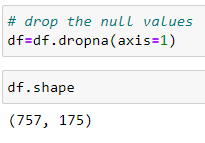 # drop the null values
df=df.dropna(axis=1)
df.shape
(757, 175)